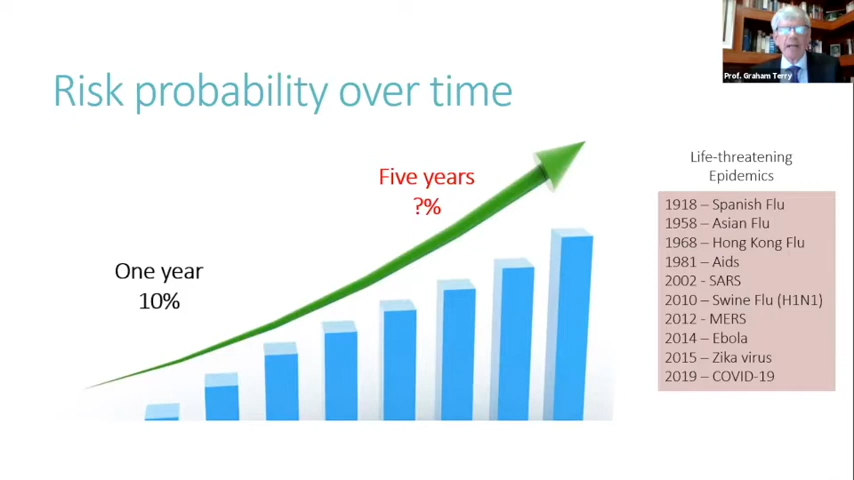 Prof. Graham Terry
Risk probability over time
Five years
?%
One year
10%
Life-threatening
Epidemics
1918 – Spanish Flu
1958 – Asian Flu
1968 – Hong Kong Flu
1981 – Aids
2002 - SARS
2010 – Swine Flu (H1N1)
2012 - MERS
2014 – Ebola
2015 – Zika virus
2019 – COVID-19